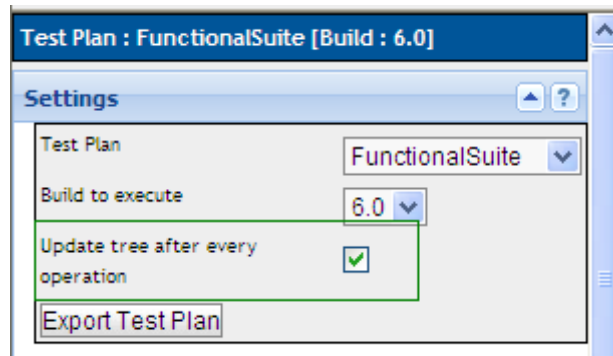 Test Plan : FunctionalSuite [Build : 6.0]
Settings
?
Test Plan
FunctionalSuite
Build to execute
6.0
Update tree after every
operation
Export Test Plan